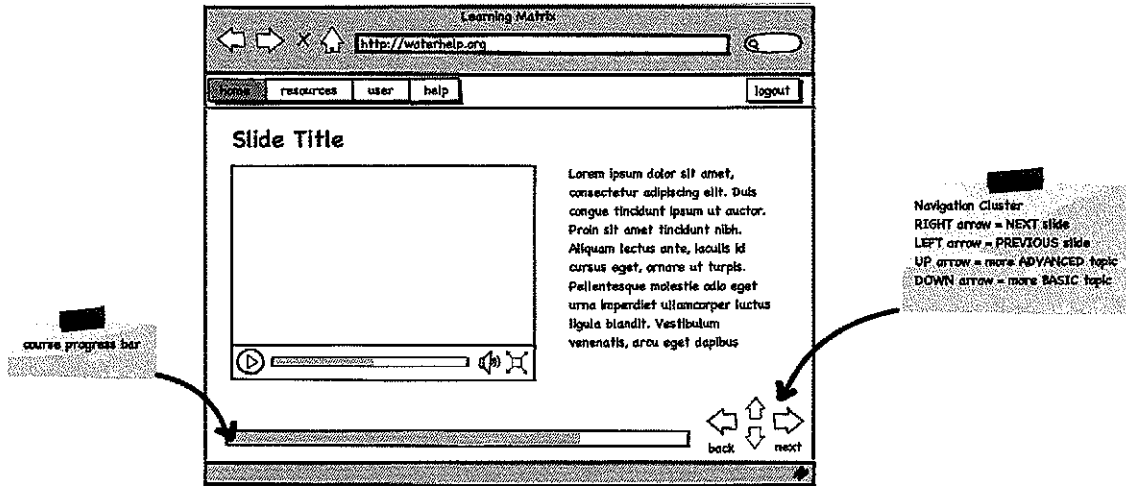 Learning Matrix
http://waterhelp.org
home resources user help logout
Slide Title
Lorem ipsum dolor sit amet,
consectetur adipiscing elit. Duis
congue tincidunt ipsum ut auctor.
Proin sit amet tincidunt nibh.
Aliquam lectus ante, iaculis id
cursus eget, ornare ut turpis.
Pellentesque molestie odio eget
urna imperdiet ullamcorper luctus
ligula blandit. Vestibulum
venenatis, arcu eget dapibus
Navigation Cluster
RIGHT arrow = NEXT slide
LEFT arrow = PREVIOUS slide
UP arrow = more ADVANCED topic
DOWN arrow = more BASIC topic
course progress bar
back next